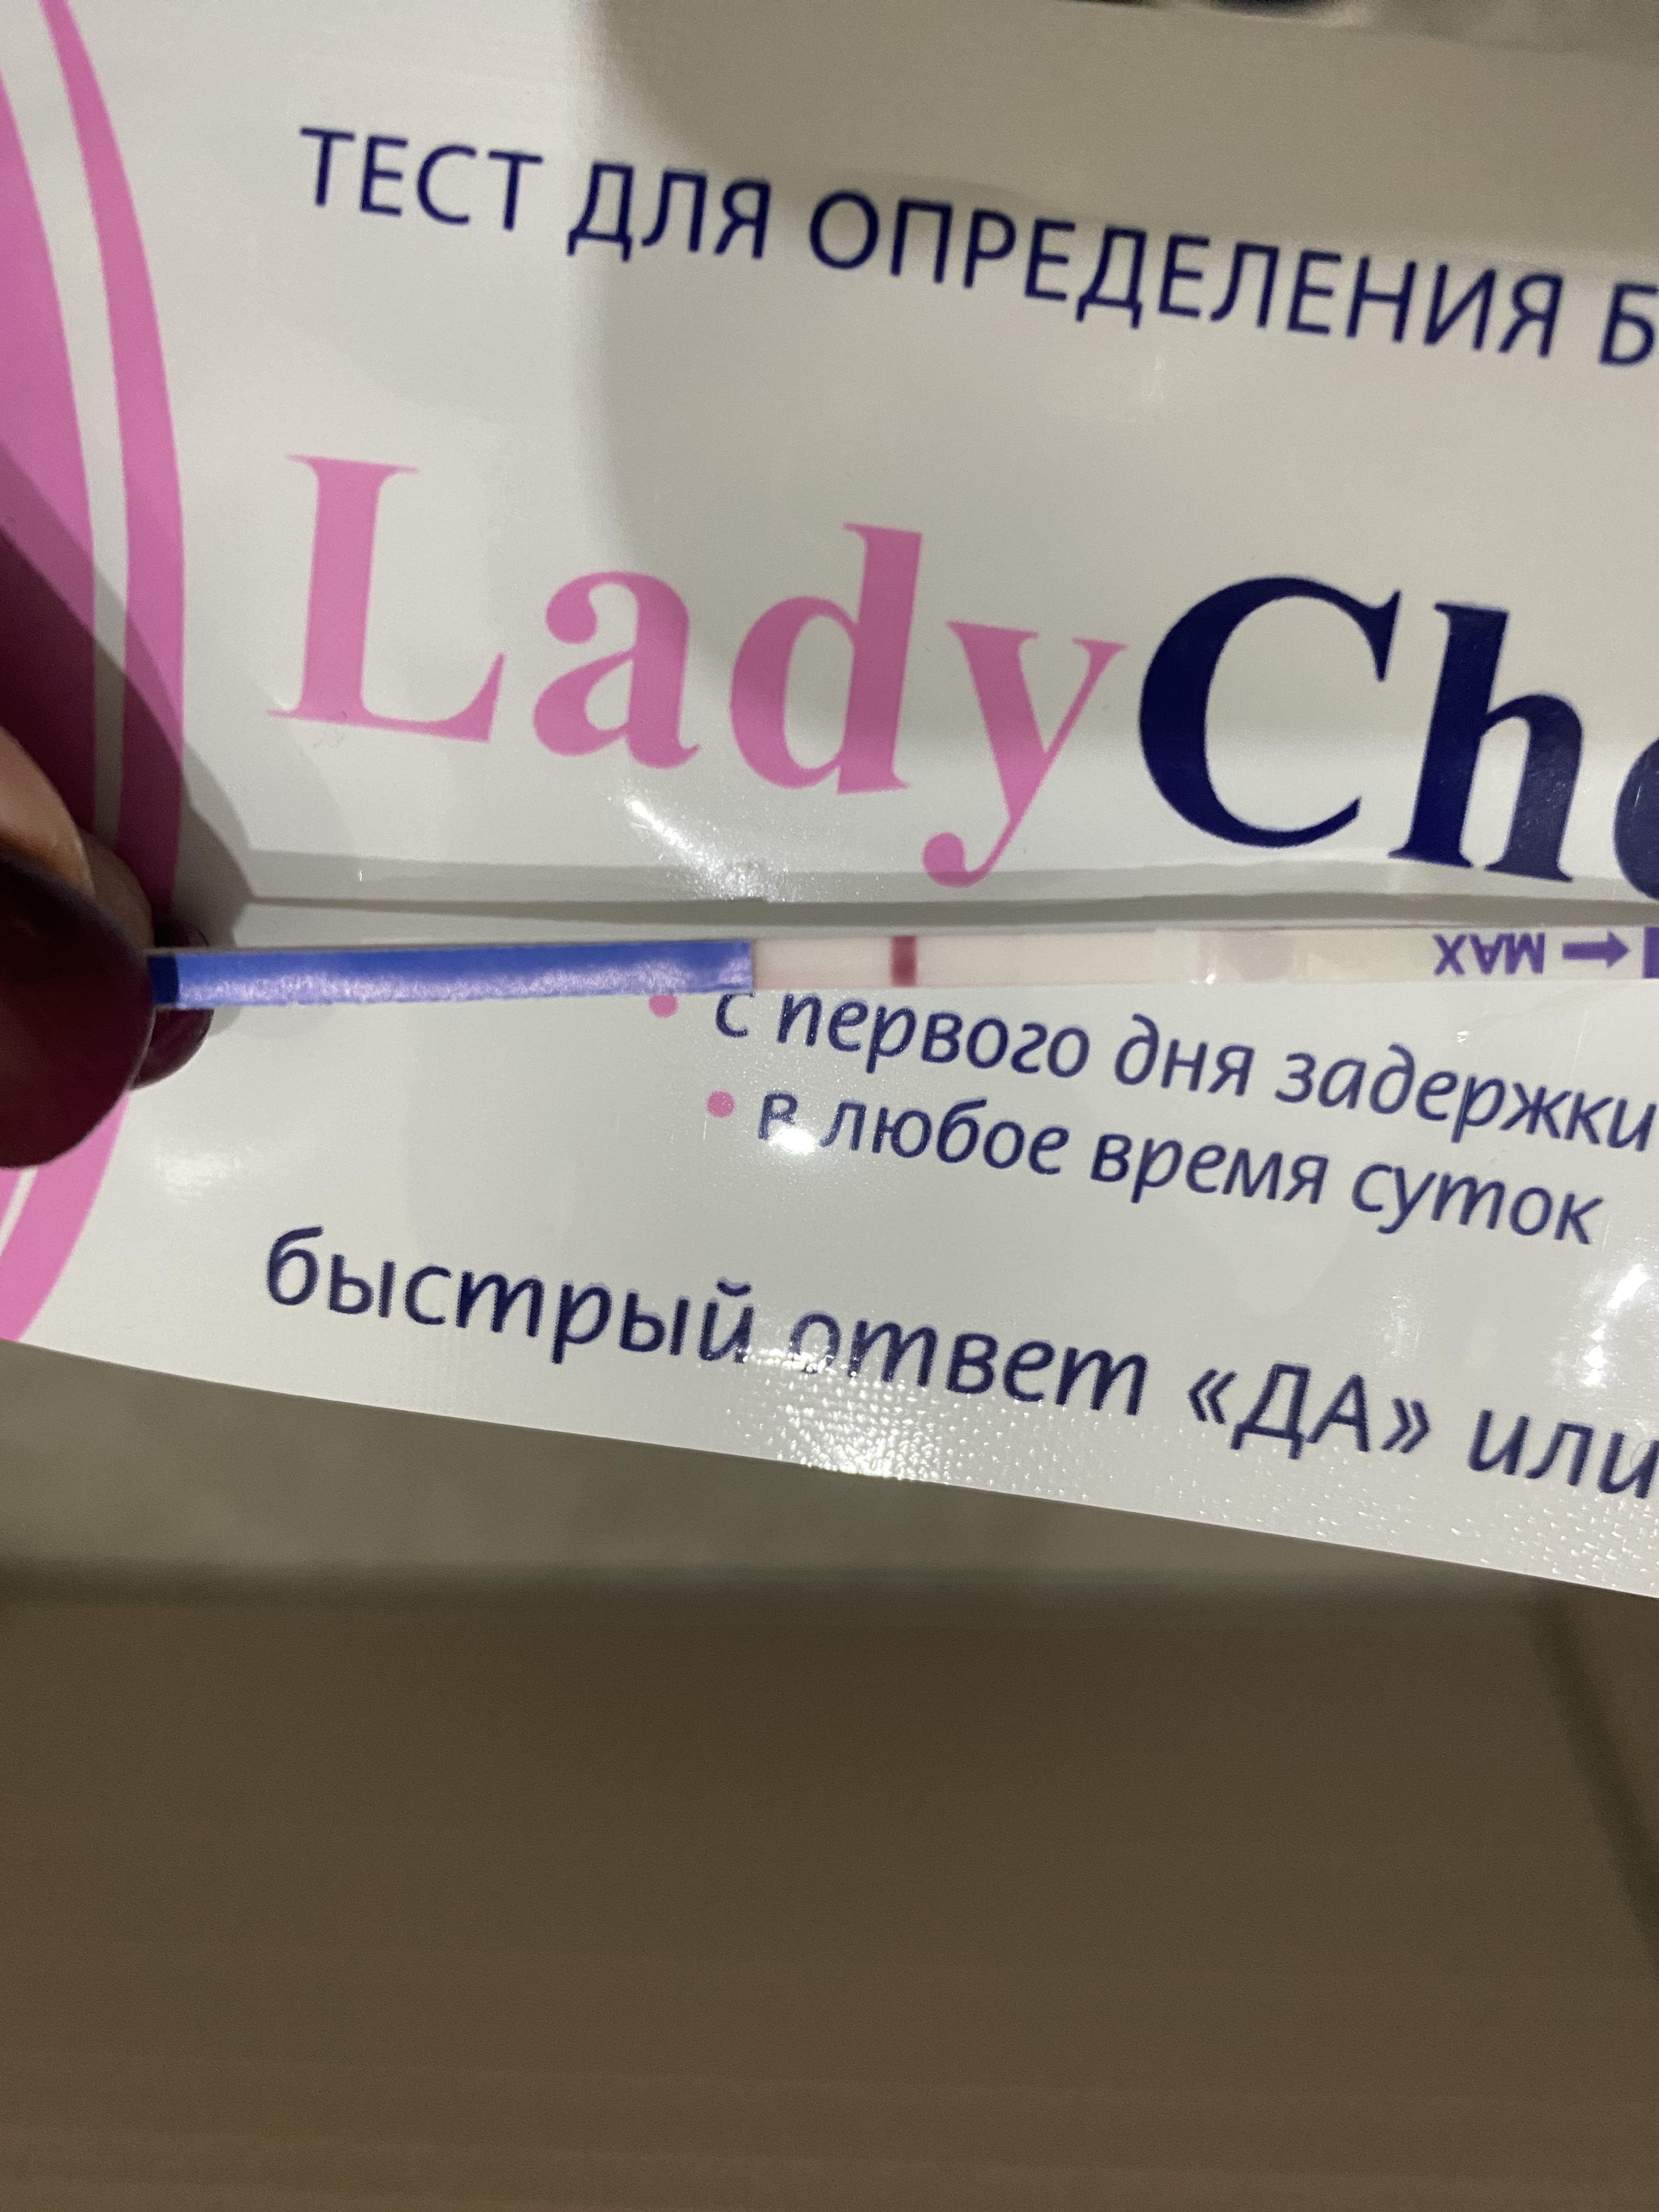 ТЕСТ ДЛЯ ОПРЕДЕЛЕНИЯ Б
LadyCh
MAX
с первого дня задержки
в любое время суток
быстрый ответ «ДА» или